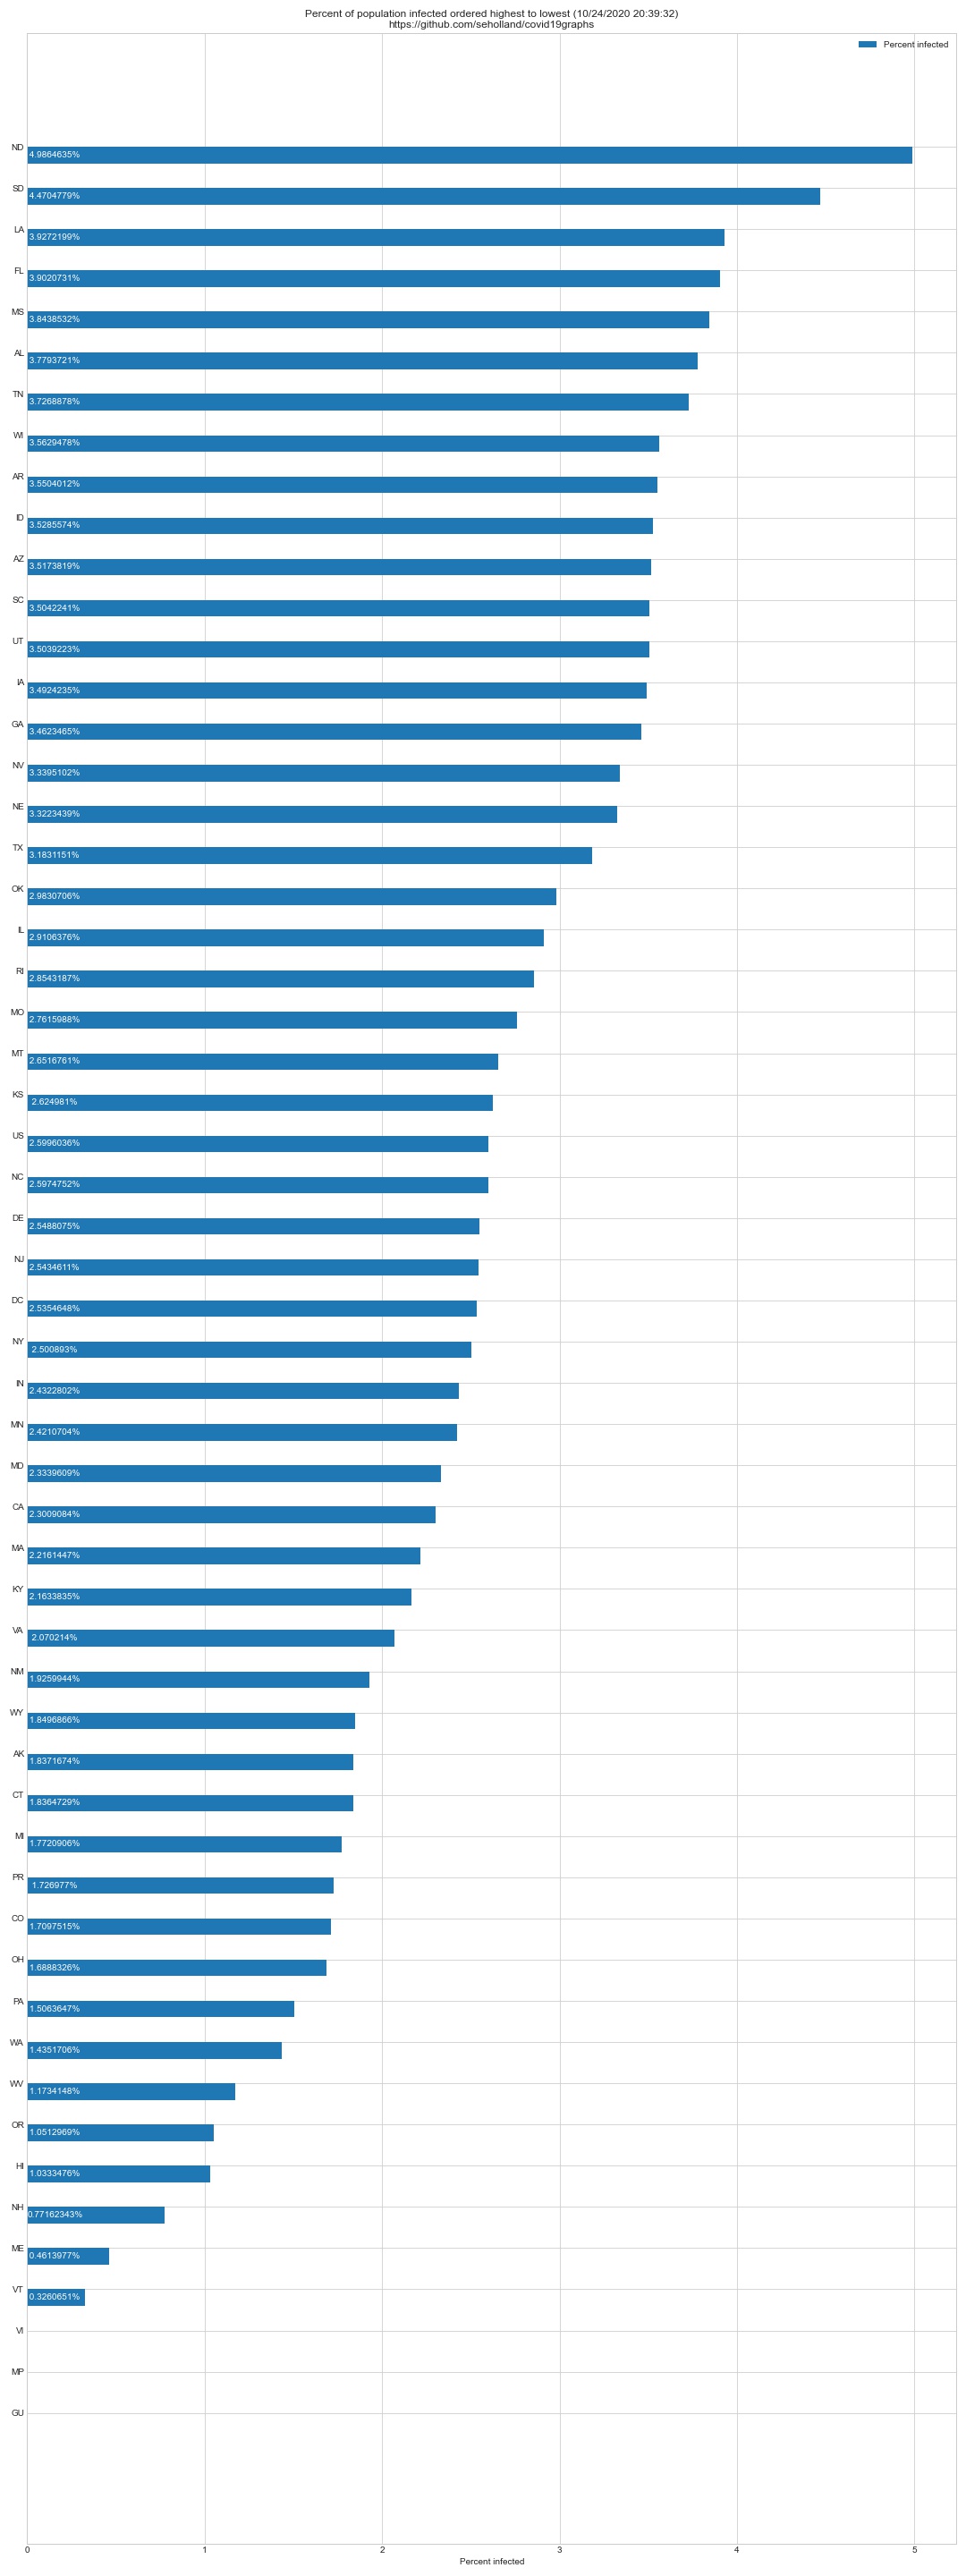 Percent of population infected ordered highest to lowest (10/24/2020 20:39:32)
https://github.com/seholland/covid19graphs
Percent infected
ND 4.9864635%
SD 4.4704779%
LA 3.9272199%
FL 3.9020731%
MS 3.8438532%
AL 3.7793721%
TN 3.7268878%
WI 3.5629478%
AR 3.5504012%
ID 3.5285574%
AZ 3.5173819%
SC 3.5042241%
UT 3.5039223%
IA 3.4924235%
GA 3.4623465%
NV 3.3395102%
NE 3.3223439%
TX 3.1831151%
OK 2.9830706%
IL 2.9106376%
RI 2.8543187%
MO 2.7615988%
MT 2.6516761%
KS 2.624981%
US 2.5996036%
NC 2.5974752%
DE 2.5488075%
NJ 2.5434611%
DC 2.5354648%
NY 2.500893%
IN 2.4322802%
MN 2.4210704%
MD 2.3339609%
CA 2.3009084%
MA 2.2161447%
KY 2.1633835%
VA 2.070214%
NM 1.9259944%
WY 1.8496866%
AK 1.8371674%
CT 1.8364729%
MI 1.7720906%
PR 1.726977%
CO 1.7097515%
OH 1.6888326%
PA 1.5063647%
WA 1.4351706%
WV 1.1734148%
OR 1.0512969%
HI 1.0333476%
NH 0.77162343%
ME 0.4613977%
VT 0.3260651%
VI
MP
GU
0 1 2 3 4 5
Percent infected